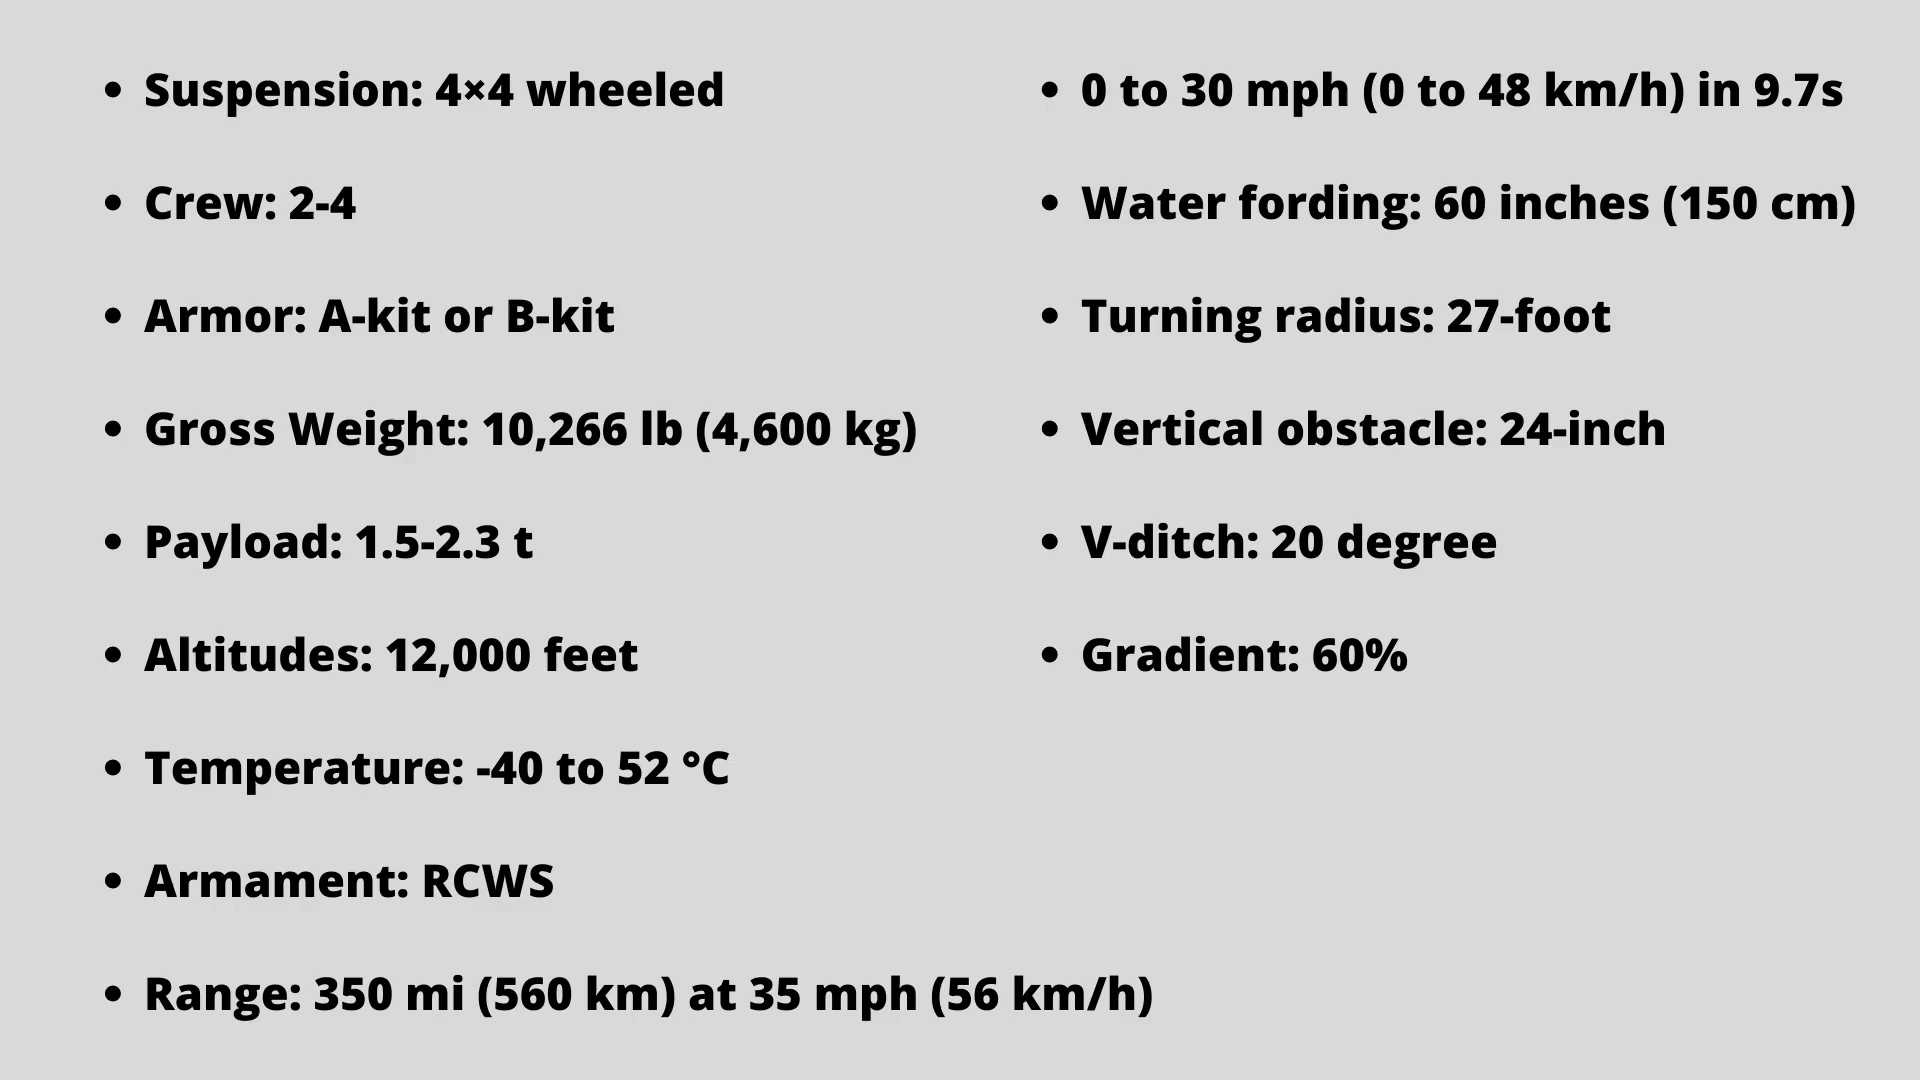 Suspension: 4×4 wheeled
Crew: 2-4
Armor: A-kit or B-kit
Gross Weight: 10,266 lb (4,600 kg)
Payload: 1.5-2.3 t
Altitudes: 12,000 feet
Temperature: -40 to 52 °C
Armament: RCWS
Range: 350 mi (560 km) at 35 mph (56 km/h)
0 to 30 mph (0 to 48 km/h) in 9.7s
Water fording: 60 inches (150 cm)
Turning radius: 27-foot
Vertical obstacle: 24-inch
V-ditch: 20 degree
Gradient: 60%